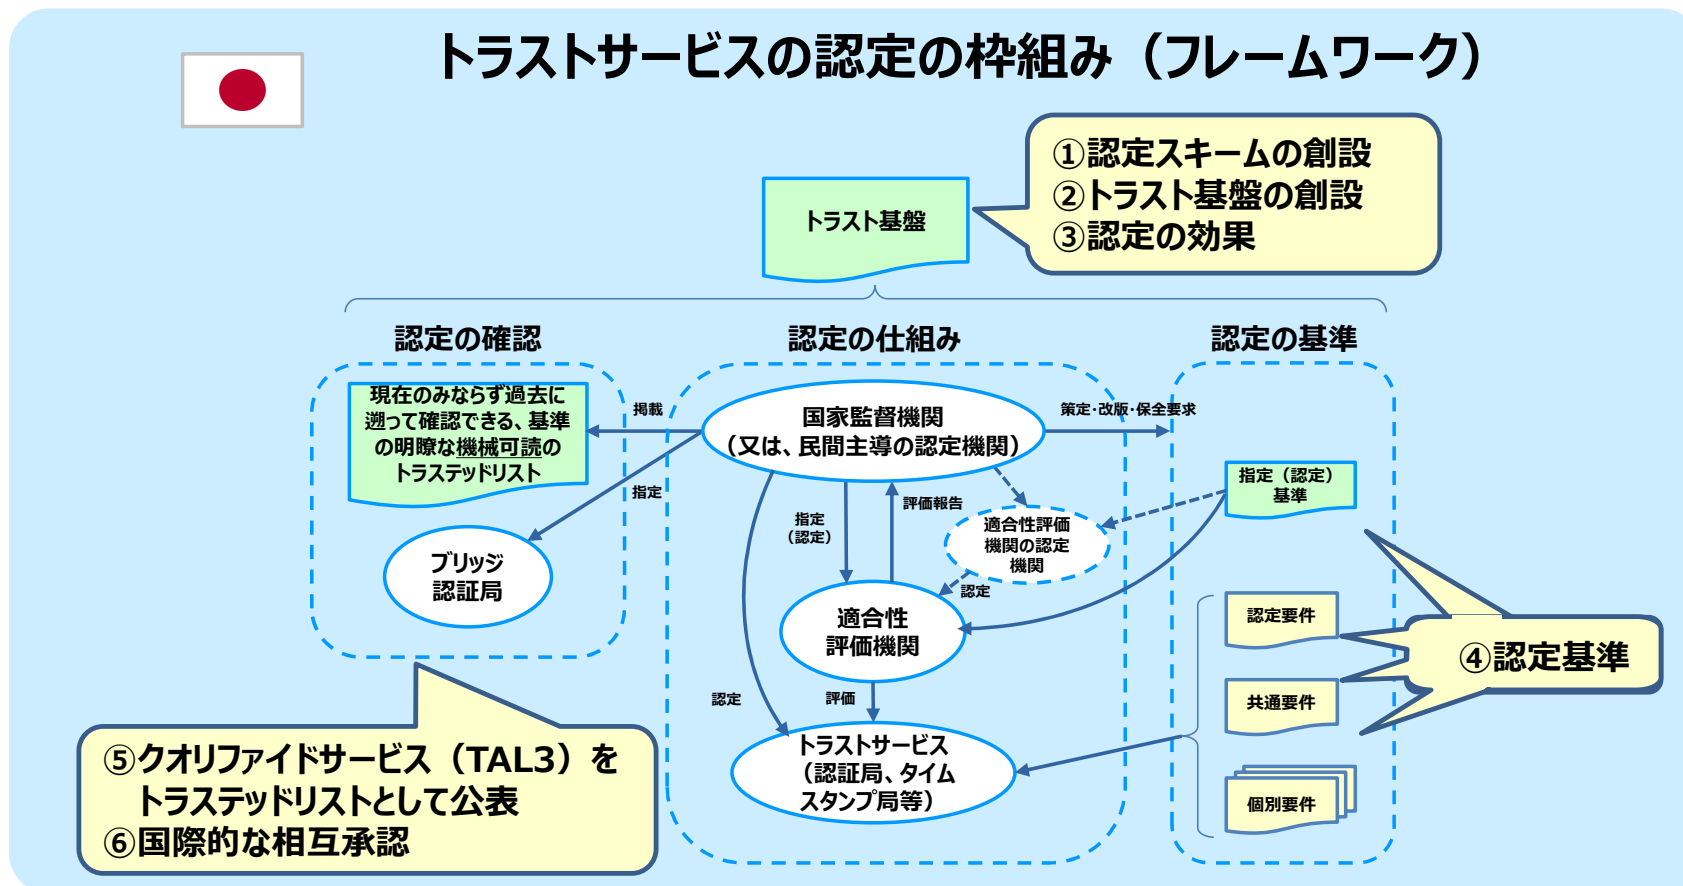 トラストサービスの認定の枠組み（フレームワーク）
①認定スキームの創設
②トラスト基盤の創設
③認定の効果
トラスト基盤
認定の確認
認定の仕組み
認定の基準
現在のみならず過去に
遡って確認できる、基準
の明瞭な機械可読の
トラステッドリスト
掲載
国家監督機関
（又は、民間主導の認定機関）
策定・改版・保全要求
指定
ブリッジ
認証局
指定
（認定）
評価報告
適合性評価
機関の認定
機関
認定
指定（認定）
基準
適合性
評価機関
認定要件
④認定基準
共通要件
個別要件
認定
評価
トラストサービス
（認証局、タイム
スタンプ局等）
⑤クオリファイドサービス（TAL3）を
トラステッドリストとして公表
⑥国際的な相互承認